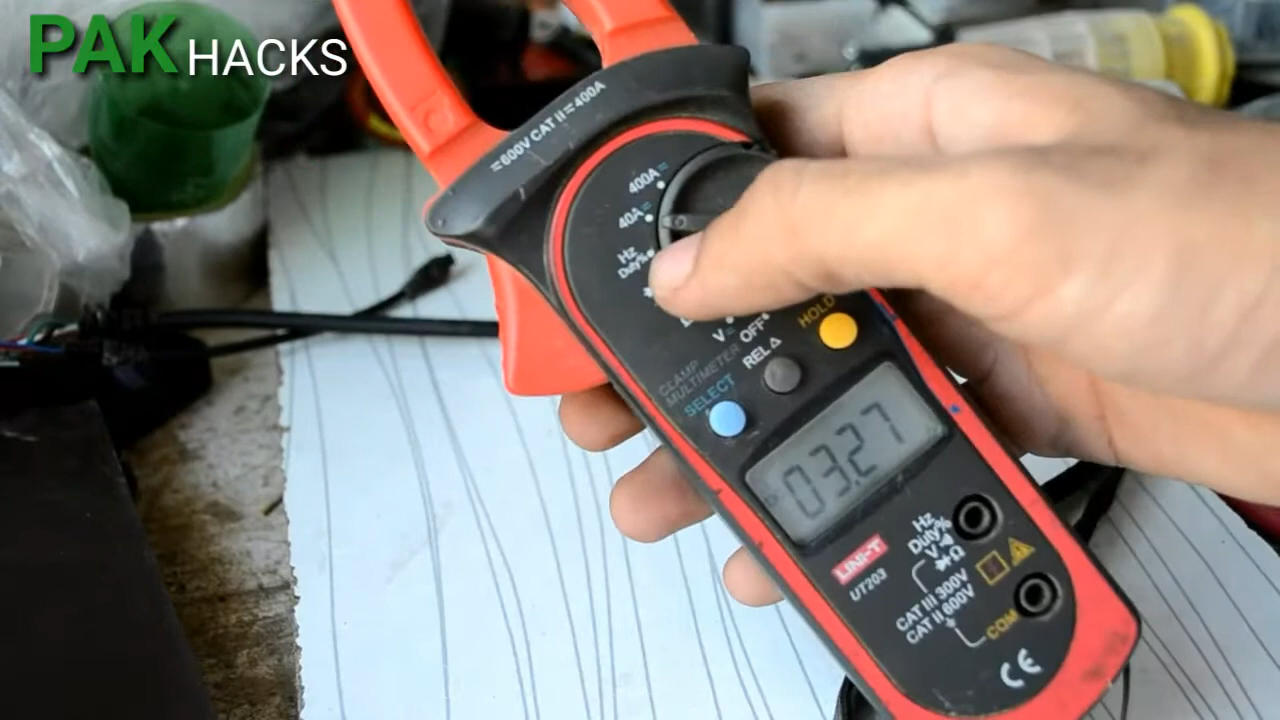 PAK HACKS
≂600V CAT II ≂400A
400A≂
40A≂
Hz
Duty%
V≂
OFF
HOLD
REL △
CLAMP
MULTIMETER
SELECT
03.27
UNI-T
UT203
Hz
Duty%
V
Ω
CAT III 300V
CAT II 600V
COM
CE